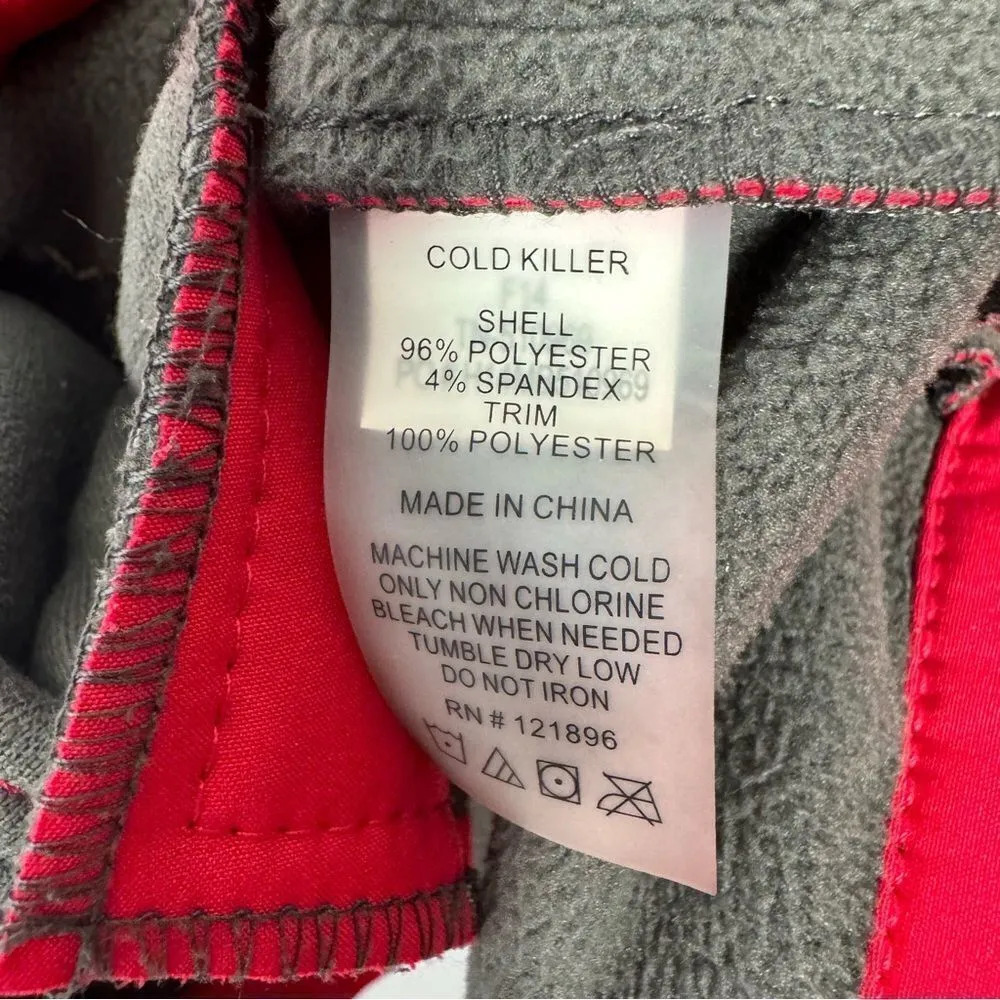 COLD KILLER
F14
SHELL
96% POLYESTER
4% SPANDEX
TRIM
100% POLYESTER
MADE IN CHINA
MACHINE WASH COLD
ONLY NON CHLORINE
BLEACH WHEN NEEDED
TUMBLE DRY LOW
DO NOT IRON
RN # 121896